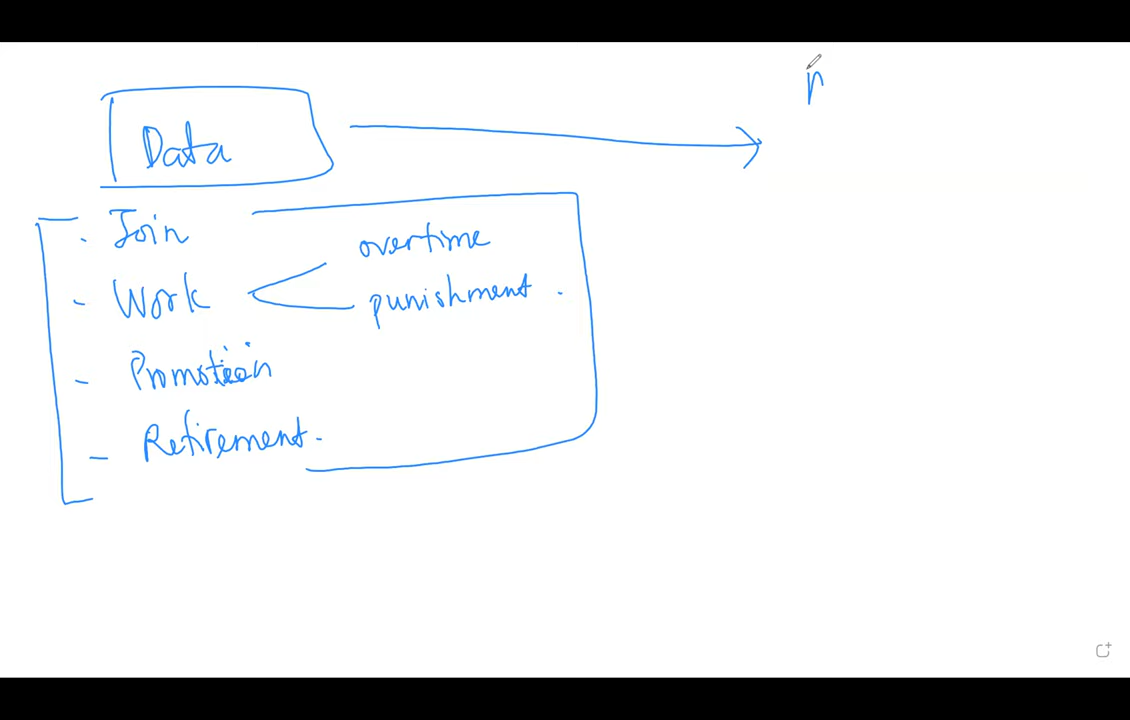 Data
. Join
- Work < overtime
punishment .
- Promotion
- Retirement.